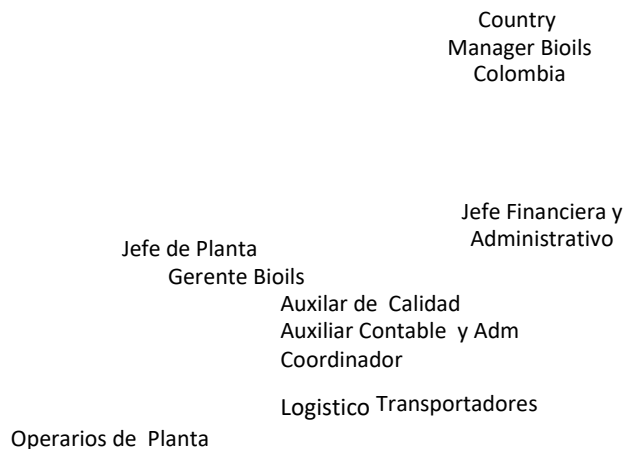 Country
Manager Bioils
Colombia
Jefe Financiera y
Administrativo
Jefe de Planta
Gerente Bioils
Auxilar de Calidad
Auxiliar Contable y Adm
Coordinador
Logistico Transportadores
Operarios de Planta